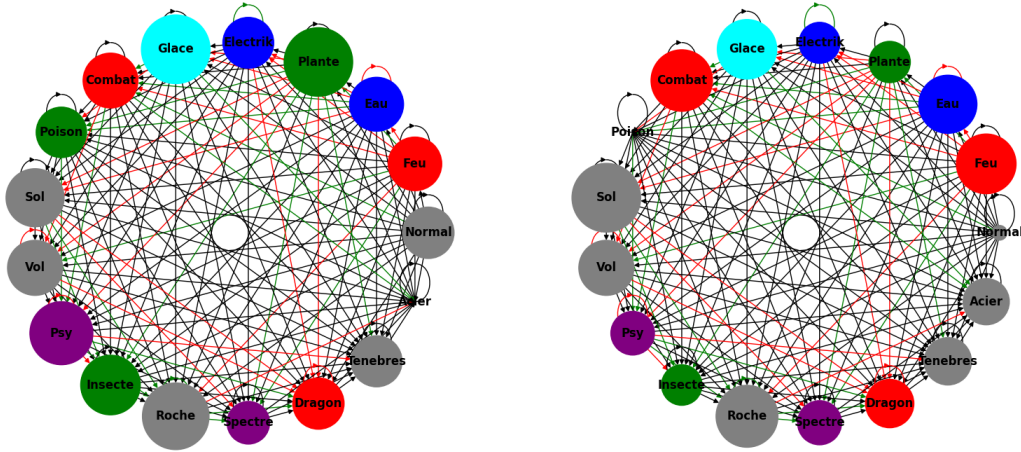 Glace
Electrik
Plante
Combat
Eau
Poison
Feu
Sol
Normal
Vol
Acier
Psy
Tenebres
Insecte
Dragon
Roche
Spectre
Glace
Electrik
Plante
Combat
Eau
Poison
Feu
Sol
Normal
Vol
Acier
Psy
Tenebres
Insecte
Dragon
Roche
Spectre